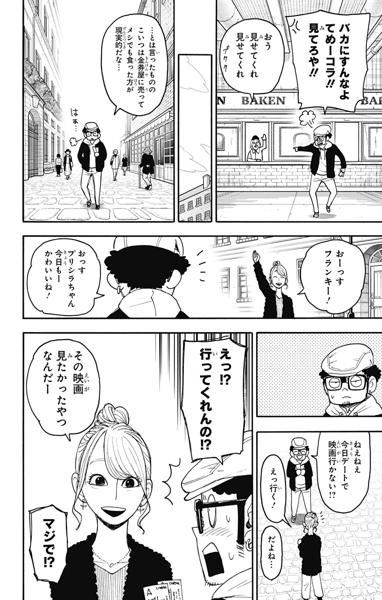 バカにすんなよ
てめーコラ!!
見てろや!!
おう
見せてくれ
見せてくれ
BAKEN
BAKEN
…とは言ったものの
こいつは金券屋に売って
メシでも食った方が
現実的だな…
はぁ…
おーっす
フランキー!
おっす
プリシラちゃん
今日もー
かわいいね!
ねえねえ
今日デートで
映画行かない!?
えっ行く!
だよね…
えっ!?
行ってくれんの!?
その映画
見たかったやつ
なんだー
マジで!?